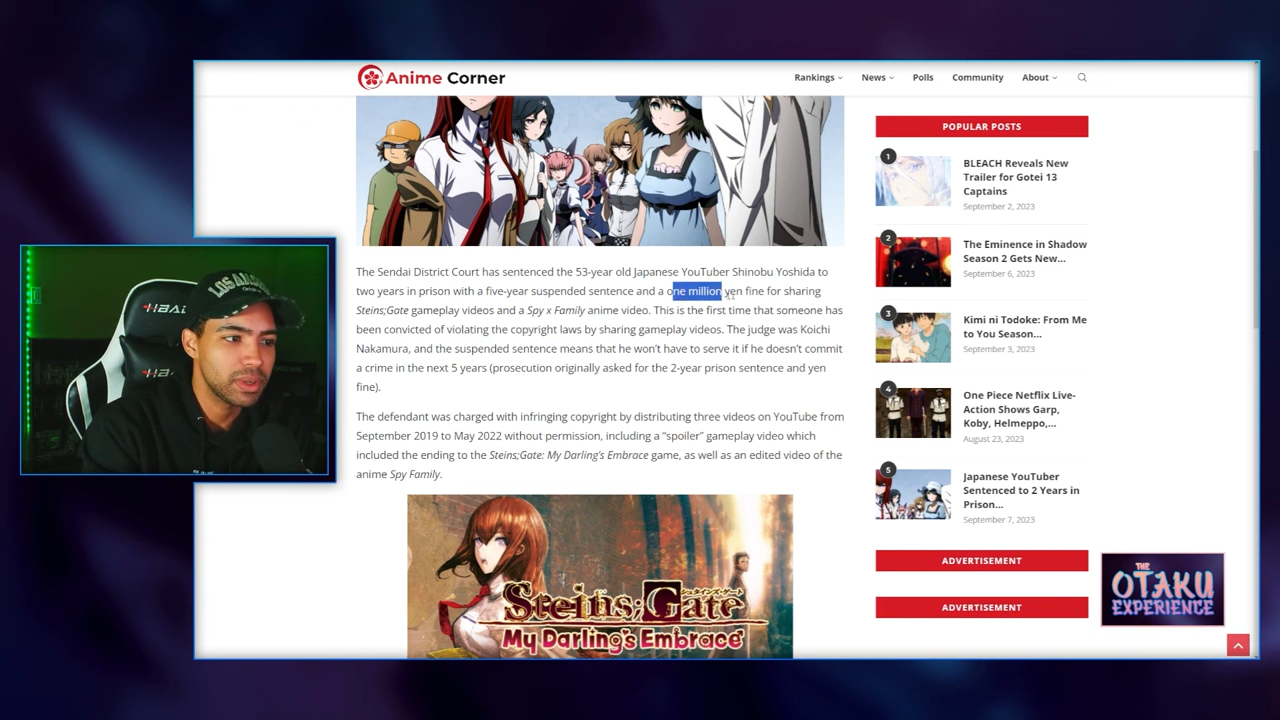 Anime Corner
Rankings
News
Polls
Community
About
The Sendai District Court has sentenced the 53-year old Japanese YouTuber Shinobu Yoshida to
two years in prison with a five-year suspended sentence and a one million yen fine for sharing
Steins;Gate gameplay videos and a Spy x Family anime video. This is the first time that someone has
been convicted of violating the copyright laws by sharing gameplay videos. The judge was Koichi
Nakamura, and the suspended sentence means that he won't have to serve it if he doesn't commit
a crime in the next 5 years (prosecution originally asked for the 2-year prison sentence and yen
fine).
The defendant was charged with infringing copyright by distributing three videos on YouTube from
September 2019 to May 2022 without permission, including a “spoiler” gameplay video which
included the ending to the Steins;Gate: My Darling's Embrace game, as well as an edited video of the
anime Spy Family.
Steins;Gate
My Darling's Embrace
POPULAR POSTS
1
BLEACH Reveals New
Trailer for Gotei 13
Captains
September 2, 2023
2
The Eminence in Shadow
Season 2 Gets New...
September 6, 2023
3
Kimi ni Todoke: From Me
to You Season...
September 3, 2023
4
One Piece Netflix Live-
Action Shows Garp,
Koby, Helmeppo,...
August 23, 2023
5
Japanese YouTuber
Sentenced to 2 Years in
Prison...
September 7, 2023
ADVERTISEMENT
ADVERTISEMENT
THE
OTAKU
EXPERIENCE
LOS ANGELES